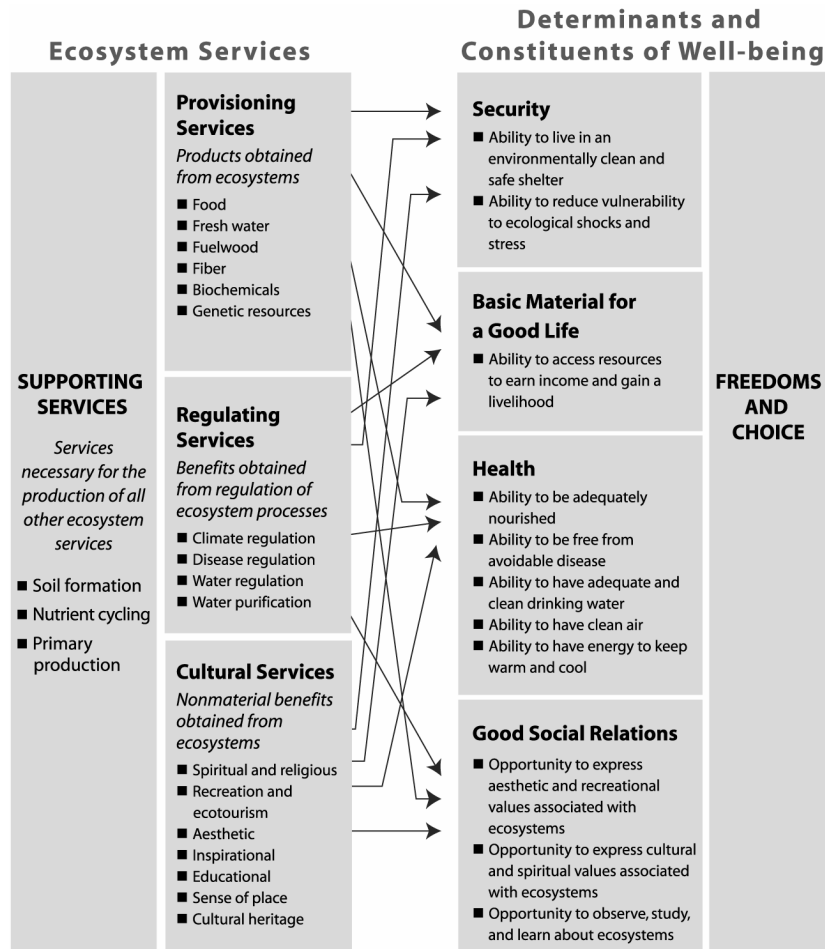 Ecosystem Services
SUPPORTING
SERVICES
Services
necessary for the
production of all
other ecosystem
services
■ Soil formation
■ Nutrient cycling
■ Primary
production
Provisioning
Services
Products obtained
from ecosystems
■ Food
■ Fresh water
■ Fuelwood
■ Fiber
■ Biochemicals
■ Genetic resources
Regulating
Services
Benefits obtained
from regulation of
ecosystem processes
■ Climate regulation
■ Disease regulation
■ Water regulation
■ Water purification
Cultural Services
Nonmaterial benefits
obtained from
ecosystems
■ Spiritual and religious
■ Recreation and
ecotourism
■ Aesthetic
■ Inspirational
■ Educational
■ Sense of place
■ Cultural heritage
Determinants and
Constituents of Well-being
Security
■ Ability to live in an
environmentally clean and
safe shelter
■ Ability to reduce vulnerability
to ecological shocks and
stress
Basic Material for
a Good Life
■ Ability to access resources
to earn income and gain a
livelihood
Health
■ Ability to be adequately
nourished
■ Ability to be free from
avoidable disease
■ Ability to have adequate and
clean drinking water
■ Ability to have clean air
■ Ability to have energy to keep
warm and cool
Good Social Relations
■ Opportunity to express
aesthetic and recreational
values associated with
ecosystems
■ Opportunity to express cultural
and spiritual values associated
with ecosystems
■ Opportunity to observe, study,
and learn about ecosystems
FREEDOMS
AND
CHOICE